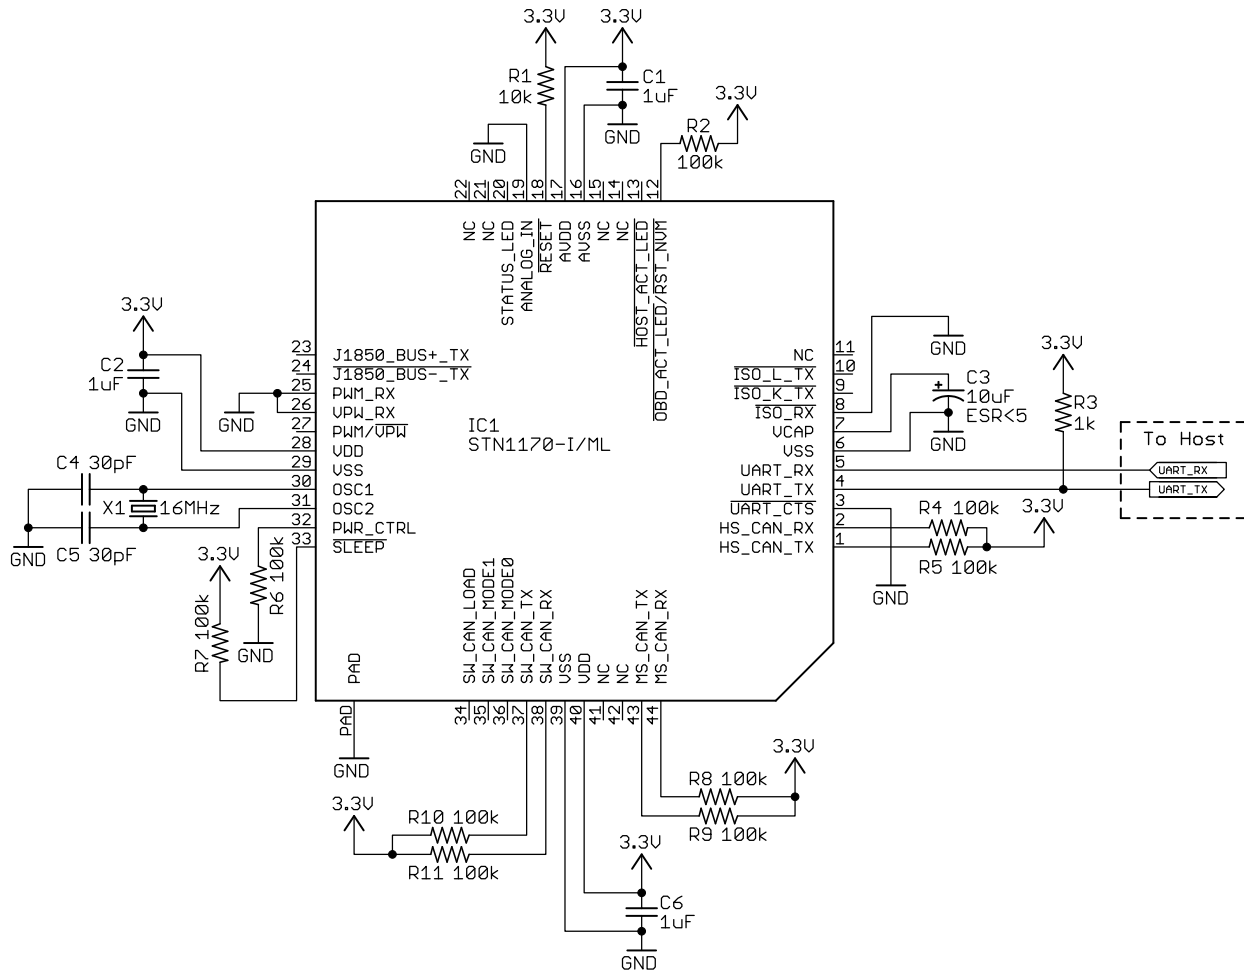 3.3V
3.3V
R1
10k
C1
1uF
GND
3.3V
R2
100k
GND
22
21
20
19
18
17
16
15
14
13
12
NC
NC
STATUS_LED
ANALOG_IN
RESET
AVDD
AVSS
NC
NC
HOST_ACT_LED
OBD_ACT_LED/RST_NVM
3.3V
C2
1uF
GND
GND
23
24
25
26
27
28
29
30
31
32
33
J1850_BUS+_TX
J1850_BUS-_TX
PWM_RX
VPW_RX
PWM/VPW
VDD
VSS
OSC1
OSC2
PWR_CTRL
SLEEP
IC1
STN1170-I/ML
NC
ISO_L_TX
ISO_K_TX
ISO_RX
VCAP
VSS
UART_RX
UART_TX
UART_CTS
HS_CAN_RX
HS_CAN_TX
11
10
9
8
7
6
5
4
3
2
1
GND
+
C3
10uF
ESR<5
GND
3.3V
R3
1k
To Host
UART_RX
UART_TX
R4 100k
R5 100k
3.3V
GND
C4 30pF
X1
16MHz
C5 30pF
GND
3.3V
R6 100k
GND
R7 100k
PAD
SW_CAN_LOAD
SW_CAN_MODE1
SW_CAN_MODE0
SW_CAN_TX
SW_CAN_RX
VSS
VDD
NC
NC
MS_CAN_TX
MS_CAN_RX
PAD
34
35
36
37
38
39
40
41
42
43
44
GND
3.3V
R10 100k
R11 100k
3.3V
R8 100k
R9 100k
3.3V
C6
1uF
GND